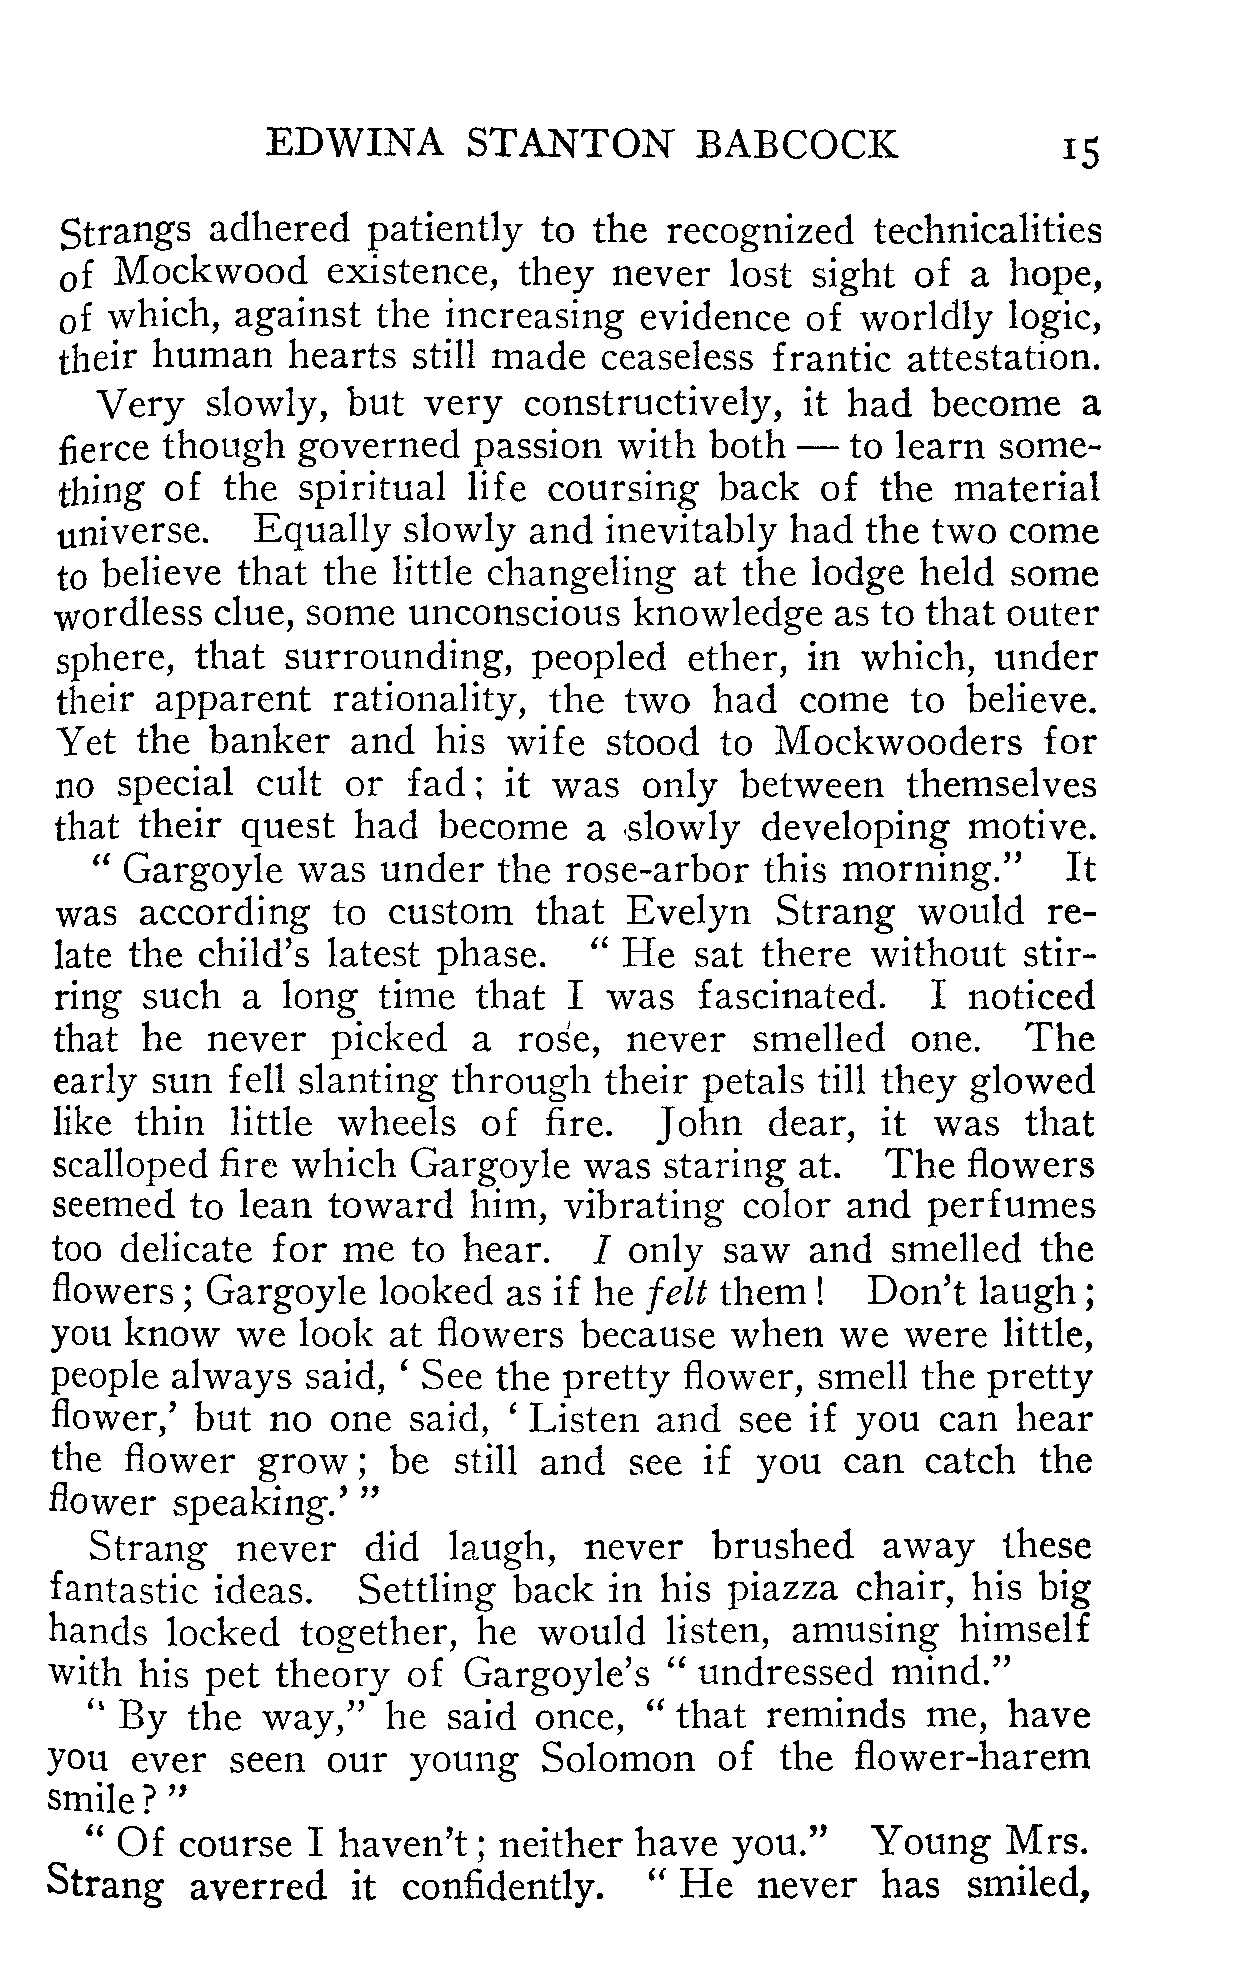 EDWINA STANTON BABCOCK 15
Strangs adhered patiently to the recognized technicalities
of Mockwood existence, they never lost sight of a hope,
of which, against the increasing evidence of worldly logic,
their human hearts still made ceaseless frantic attestation.
Very slowly, but very constructively, it had become a
fierce though governed passion with both — to learn some-
thing of the spiritual life coursing back of the material
universe. Equally slowly and inevitably had the two come
to believe that the little changeling at the lodge held some
wordless clue, some unconscious knowledge as to that outer
sphere, that surrounding, peopled ether, in which, under
their apparent rationality, the two had come to believe.
Yet the banker and his wife stood to Mockwooders for
no special cult or fad; it was only between themselves
that their quest had become a slowly developing motive.
" Gargoyle was under the rose-arbor this morning." It
was according to custom that Evelyn Strang would re-
late the child's latest phase. " He sat there without stir-
ring such a long time that I was fascinated. I noticed
that he never picked a rose, never smelled one. The
early sun fell slanting through their petals till they glowed
like thin little wheels of fire. John dear, it was that
scalloped fire which Gargoyle was staring at. The flowers
seemed to lean toward him, vibrating color and perfumes
too delicate for me to hear. I only saw and smelled the
flowers; Gargoyle looked as if he felt them! Don't laugh;
you know we look at flowers because when we were little,
people always said, ' See the pretty flower, smell the pretty
flower,' but no one said, ' Listen and see if you can hear
the flower grow; be still and see if you can catch the
flower speaking.' "
Strang never did laugh, never brushed away these
fantastic ideas. Settling back in his piazza chair, his big
hands locked together, he would listen, amusing himself
with his pet theory of Gargoyle's " undressed mind."
" By the way," he said once, " that reminds me, have
you ever seen our young Solomon of the flower-harem
smile? "
" Of course I haven't; neither have you." Young Mrs.
Strang averred it confidently. " He never has smiled,